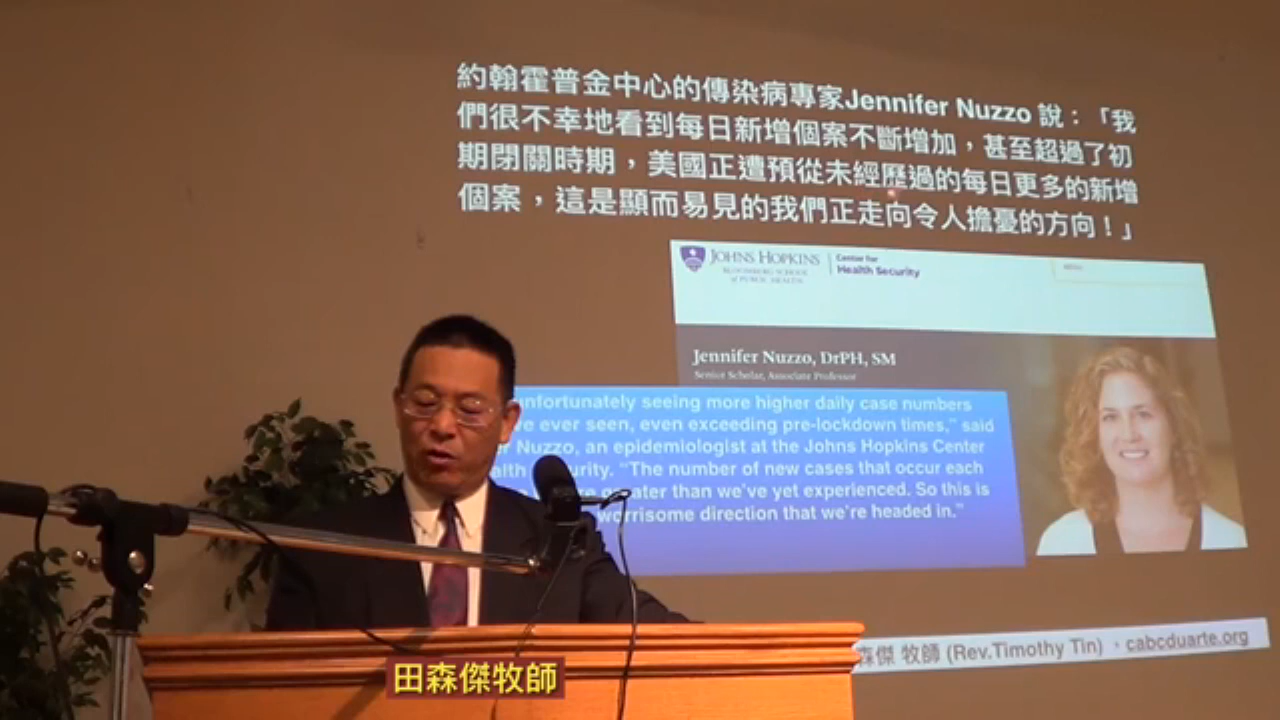 約翰霍普金中心的傳染病專家Jennifer Nuzzo 說：「我
們很不幸地看到每日新增個案不斷增加，甚至超過了初
期閉關時期，美國正遭預從未經歷過的每日更多的新增
個案，這是顯而易見的我們正走向令人擔憂的方向！」
JOHNS HOPKINS
BLOOMBERG SCHOOL
of PUBLIC HEALTH
Center for
Health Security
MENU
Jennifer Nuzzo, DrPH, SM
Senior Scholar, Associate Professor
unfortunately seeing more higher daily case numbers
ever seen, even exceeding pre-lockdown times,” said
Nuzzo, an epidemiologist at the Johns Hopkins Center
“The number of new cases that occur each
than we’ve yet experienced. So this is
worrisome direction that we’re headed in.”
森傑 牧師 (Rev.Timothy Tin) ，cabcduarte.org
田森傑牧師